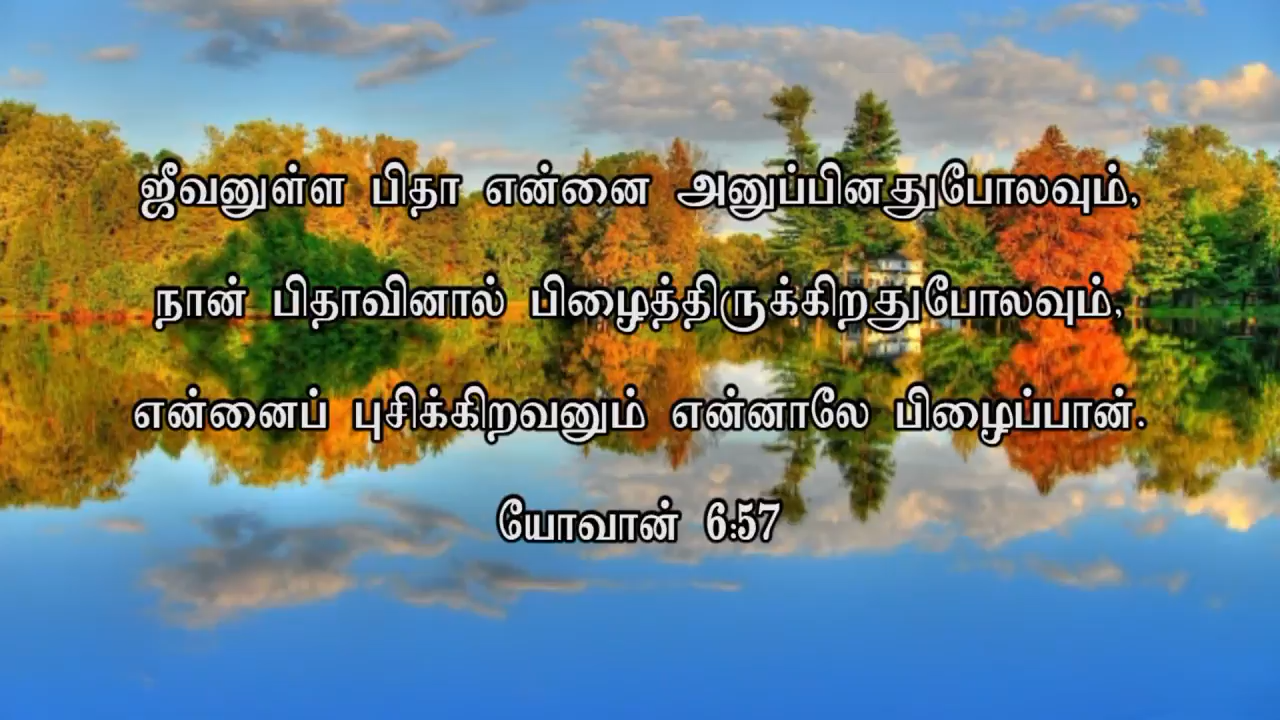 ஜீவனுள்ள பிதா என்னை அனுப்பினதுபோலவும்,
நான் பிதாவினால் பிழைத்திருக்கிறதுபோலவும்,
என்னைப் புசிக்கிறவனும் என்னாலே பிழைப்பான்.
யோவான் 6:57